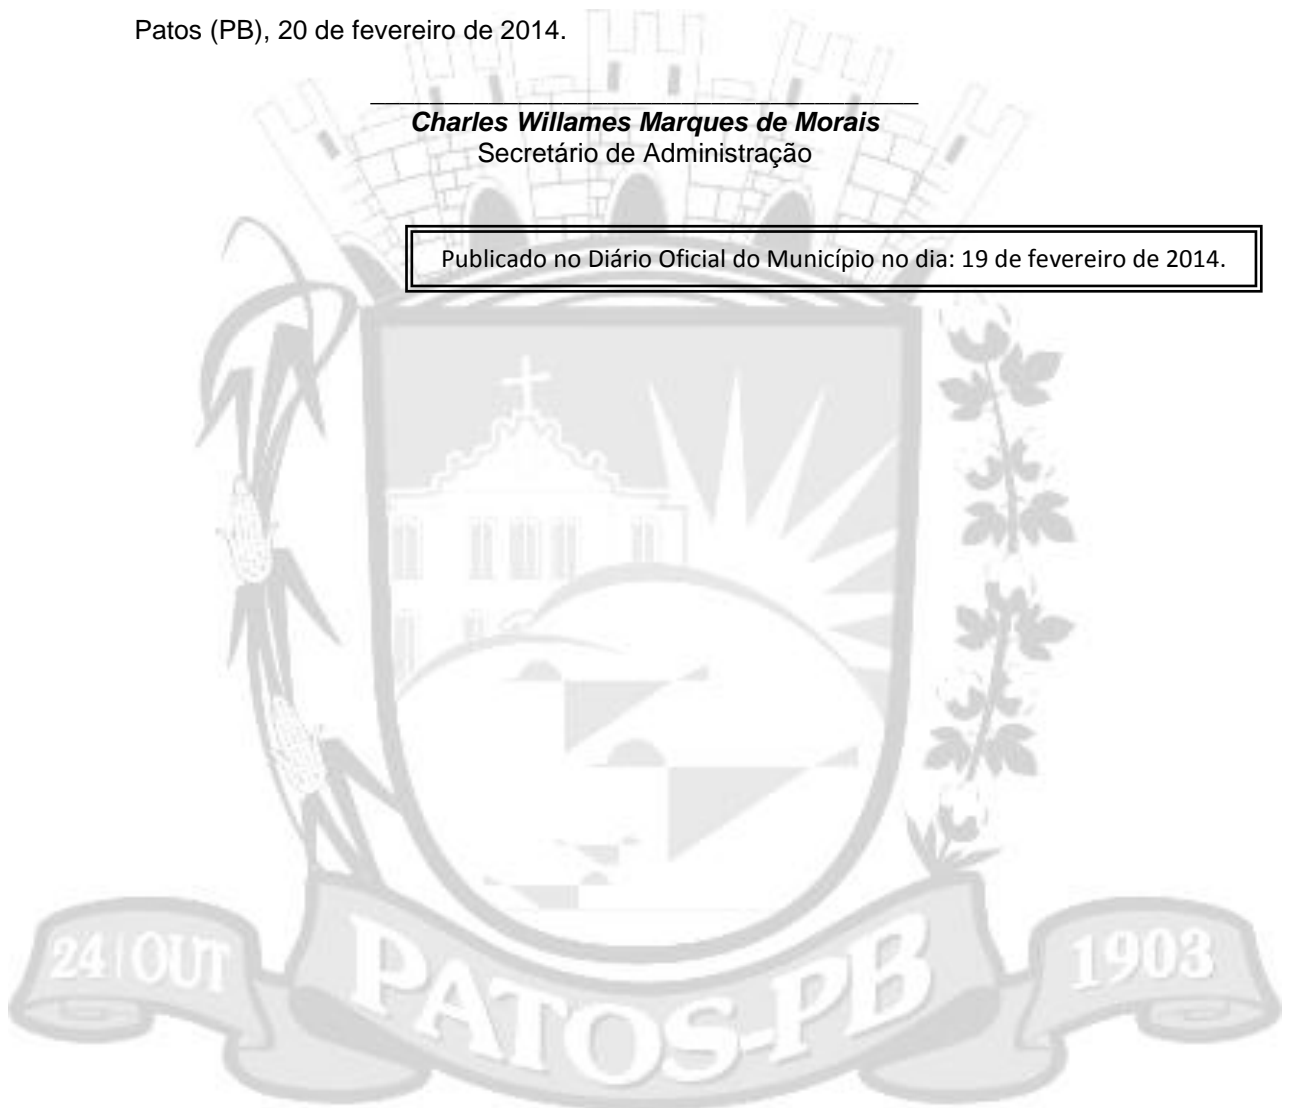 Patos (PB), 20 de fevereiro de 2014.
Charles Willames Marques de Morais
Secretário de Administração
Publicado no Diário Oficial do Município no dia: 19 de fevereiro de 2014.
24 | OUT
PATOS-PB
1903